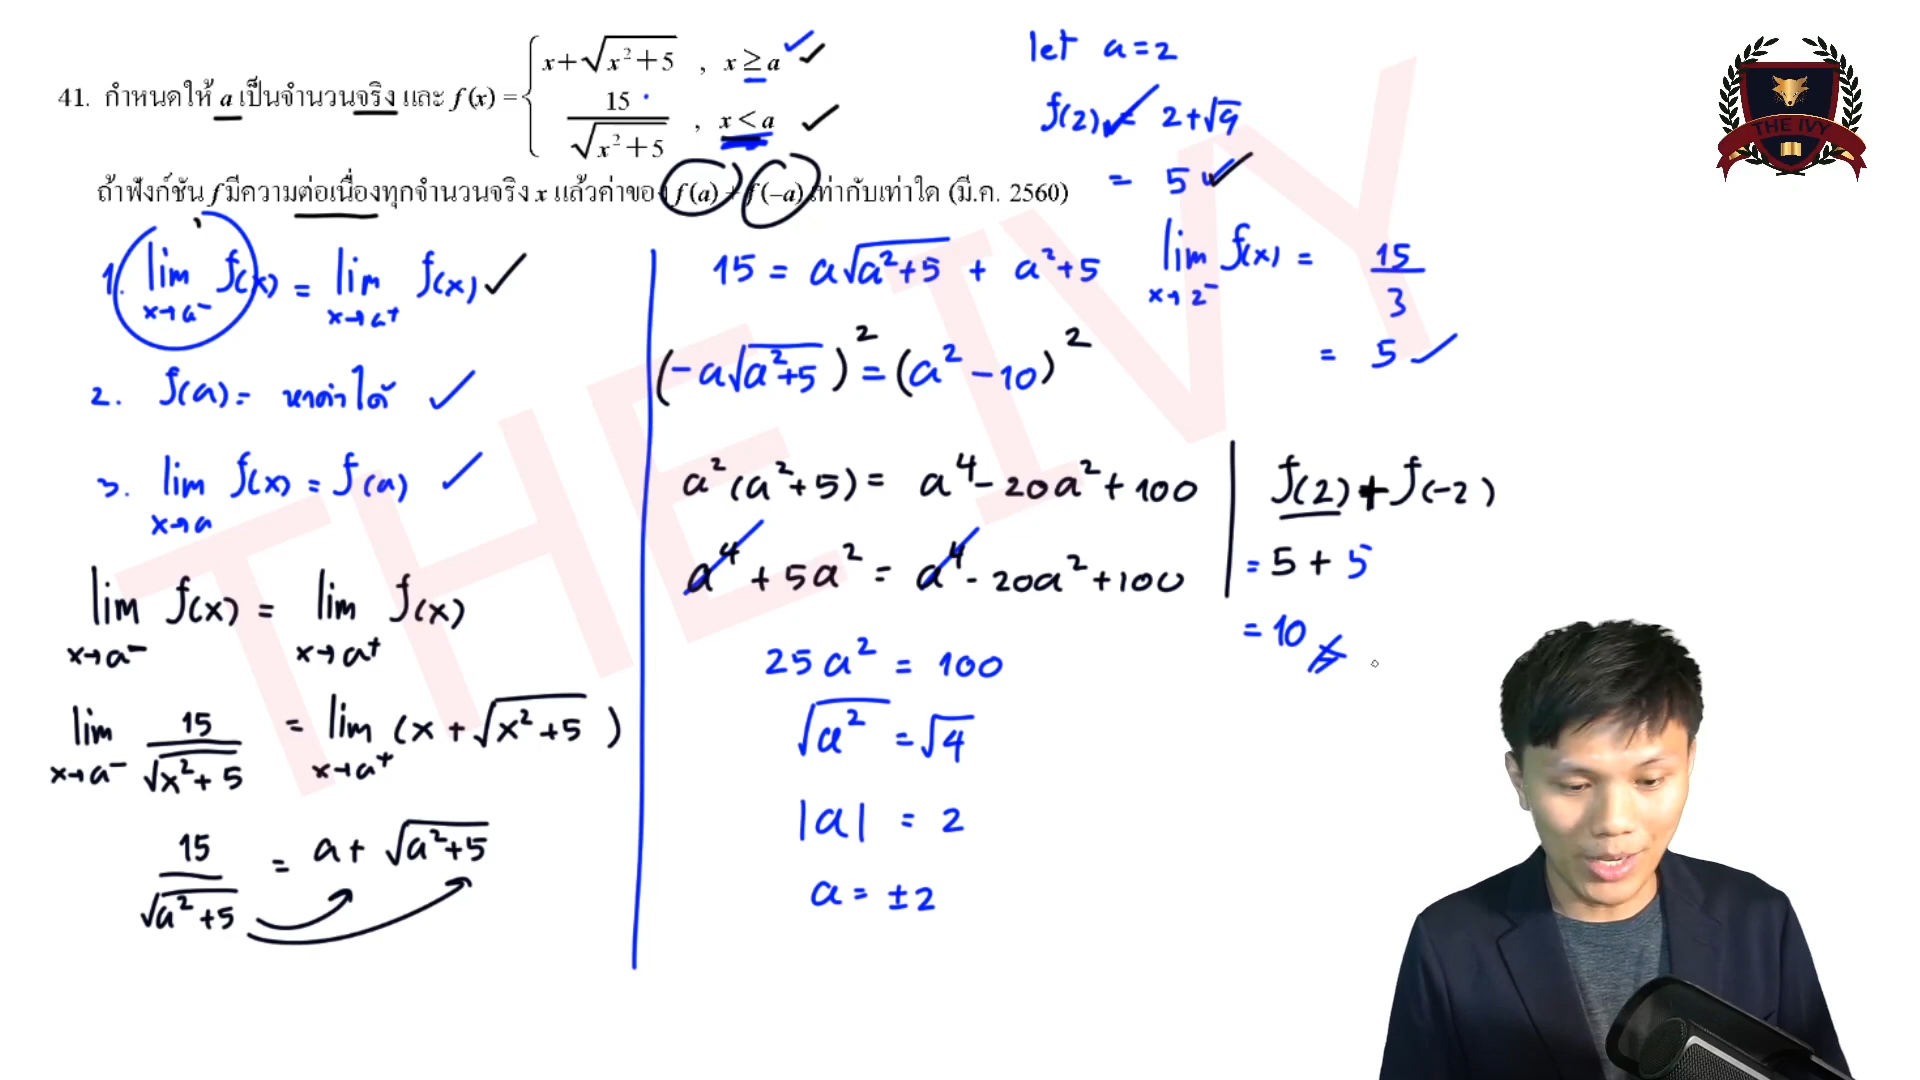 41. กำหนดให้ a เป็นจำนวนจริง และ f(x) = { x+√(x²+5) , x ≥ a
15/√(x²+5) , x < a
ถ้าฟังก์ชัน f มีความต่อเนื่องทุกจำนวนจริง x แล้วค่าของ f(a) + f(–a) เท่ากับเท่าใด (มี.ค. 2560)
1. lim x→a⁻ f(x) = lim x→a⁺ f(x)
2. f(a) = หาค่าได้
3. lim x→a f(x) = f(a)
lim x→a⁻ f(x) = lim x→a⁺ f(x)
lim x→a⁻ 15/√(x²+5) = lim x→a⁺ (x + √(x²+5))
15/√(a²+5) = a + √(a²+5)
15 = a√(a²+5) + a²+5
(-a√(a²+5))² = (a² - 10)²
a²(a²+5) = a⁴ - 20a² + 100
a⁴ + 5a² = a⁴ - 20a² + 100
25a² = 100
√a² = √4
|a| = 2
a = ±2
let a = 2
f(2) = 2+√9
= 5
lim x→2⁻ f(x) = 15/3
= 5
f(2) + f(-2)
= 5 + 5
= 10
THE IVY
THE IVY